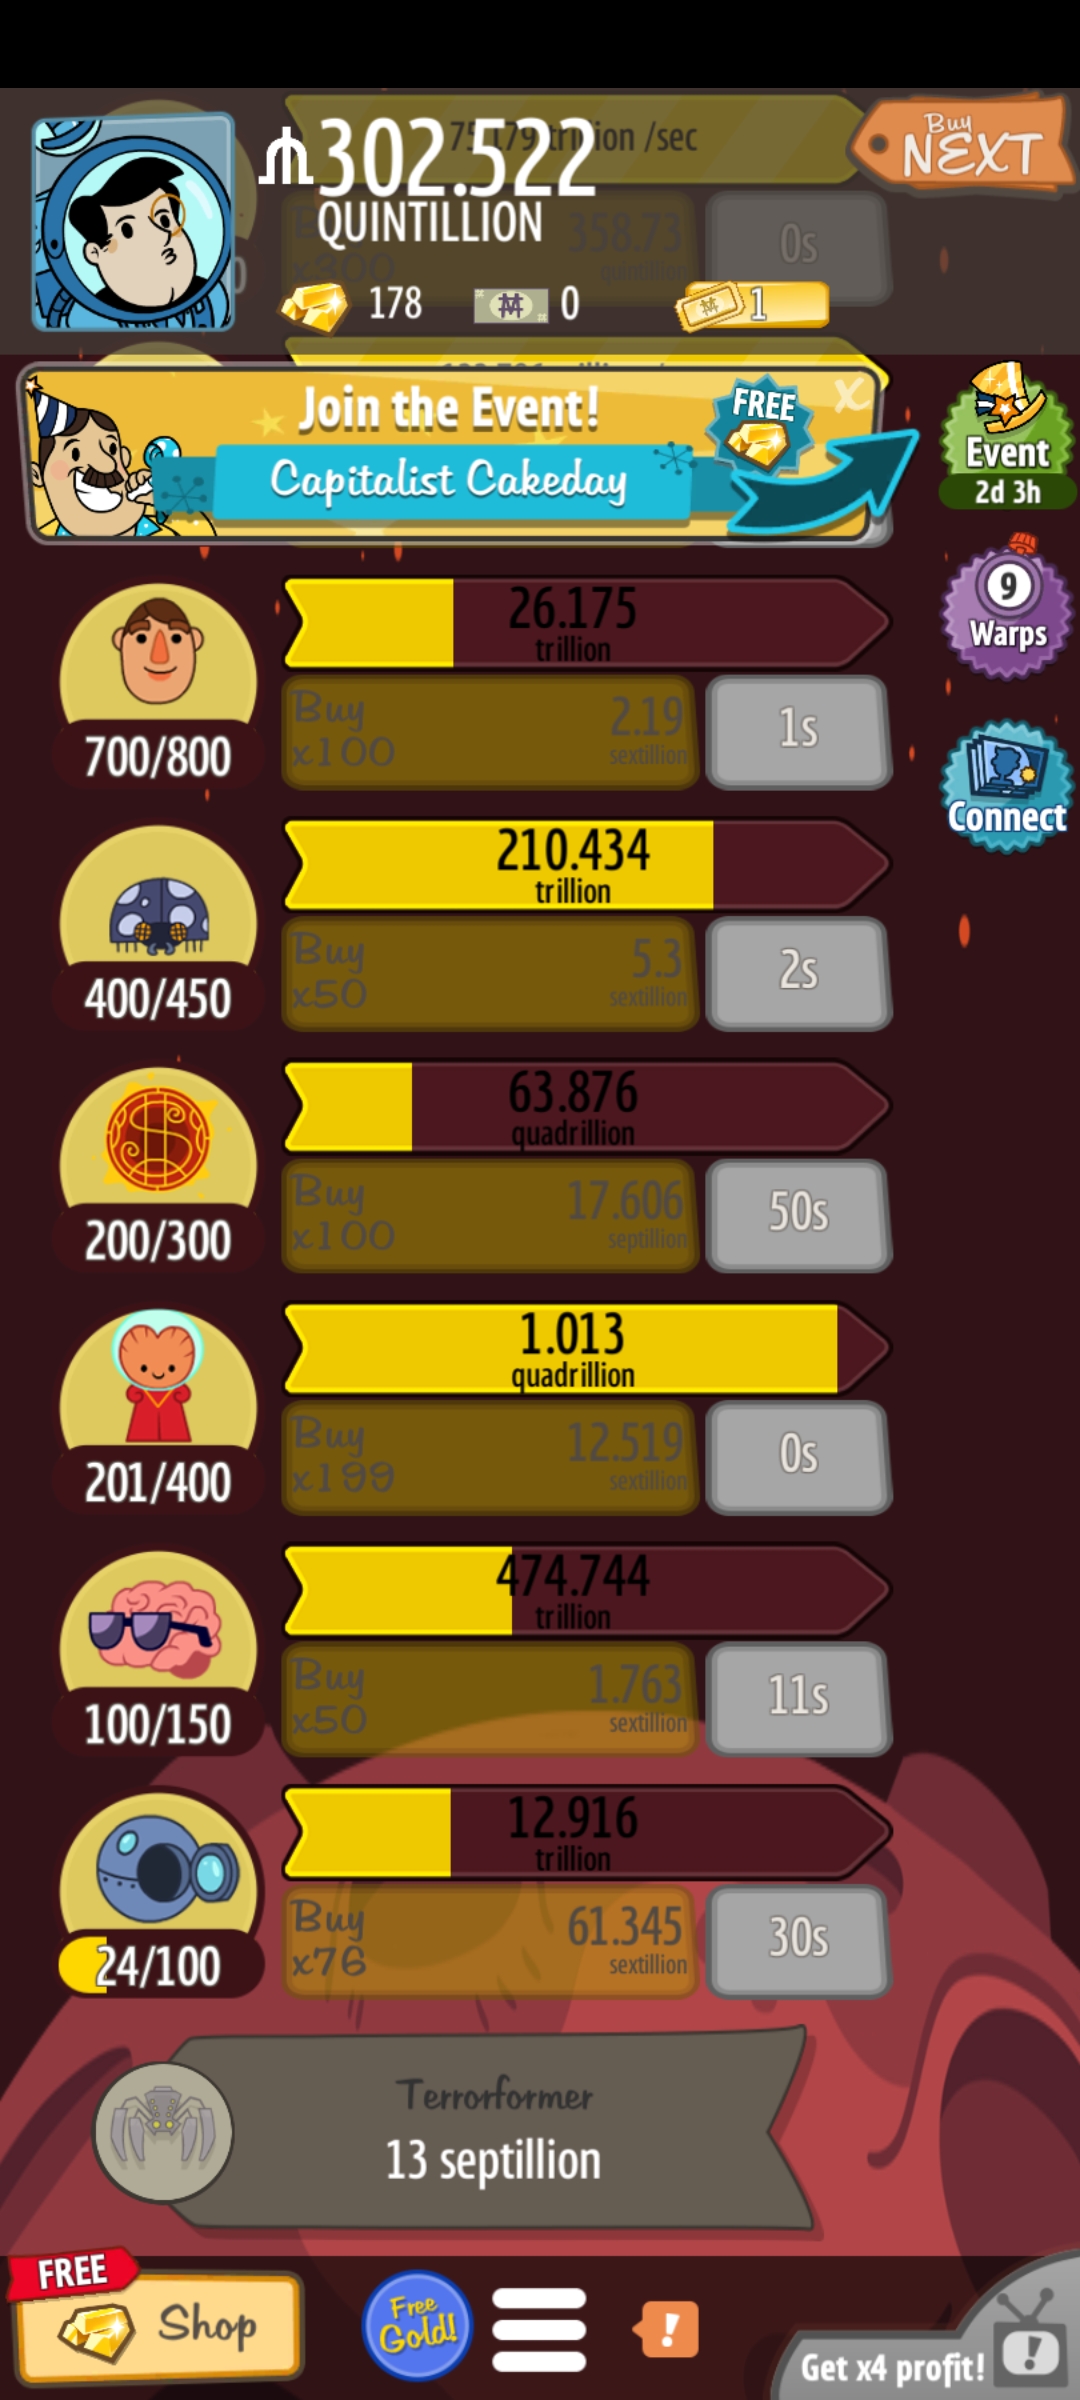 302.522
QUINTILLION
Buy
NEXT
/sec
358.73
quintillion
x300
0s
178
0
1
Join the Event!
Capitalist Cakeday
FREE
X
Event
2d 3h
9
Warps
Connect
26.175
trillion
700/800
Buy
x100
2.19
sextillion
1s
210.434
trillion
400/450
Buy
x50
5.3
sextillion
2s
63.876
quadrillion
200/300
Buy
x100
17.606
septillion
50s
1.013
quadrillion
201/400
Buy
x199
12.519
sextillion
0s
474.744
trillion
100/150
Buy
x50
1.763
sextillion
11s
12.916
trillion
24/100
Buy
x76
61.345
sextillion
30s
Terrorformer
13 septillion
FREE
Shop
Free
Gold!
!
Get x4 profit!
!